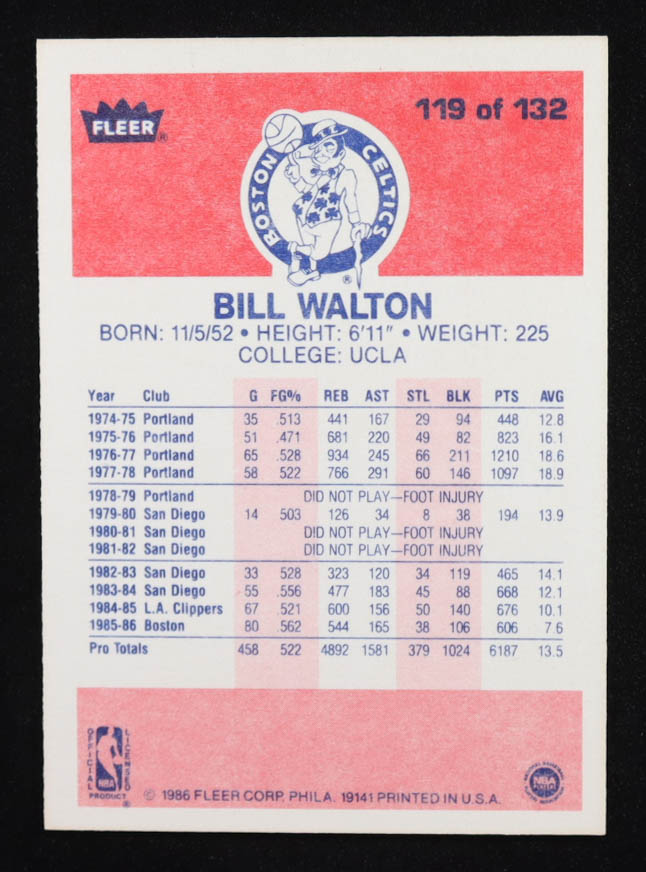 FLEER®
119 of 132
BOSTON CELTICS
®
BILL WALTON
BORN: 11/5/52 • HEIGHT: 6'11" • WEIGHT: 225
COLLEGE: UCLA
Year Club G FG% REB AST STL BLK PTS AVG
1974-75 Portland 35 .513 441 167 29 94 448 12.8
1975-76 Portland 51 .471 681 220 49 82 823 16.1
1976-77 Portland 65 .528 934 245 66 211 1210 18.6
1977-78 Portland 58 .522 766 291 60 146 1097 18.9
1978-79 Portland DID NOT PLAY—FOOT INJURY
1979-80 San Diego 14 .503 126 34 8 38 194 13.9
1980-81 San Diego DID NOT PLAY—FOOT INJURY
1981-82 San Diego DID NOT PLAY—FOOT INJURY
1982-83 San Diego 33 .528 323 120 34 119 465 14.1
1983-84 San Diego 55 .556 477 183 45 88 668 12.1
1984-85 L.A. Clippers 67 .521 600 156 50 140 676 10.1
1985-86 Boston 80 .562 544 165 38 106 606 7.6
Pro Totals 458 .522 4892 1581 379 1024 6187 13.5
OFFICIAL LICENSED
NBA
PRODUCT ®
© 1986 FLEER CORP. PHILA. 19141 PRINTED IN U.S.A.
NBA
PLAYERS